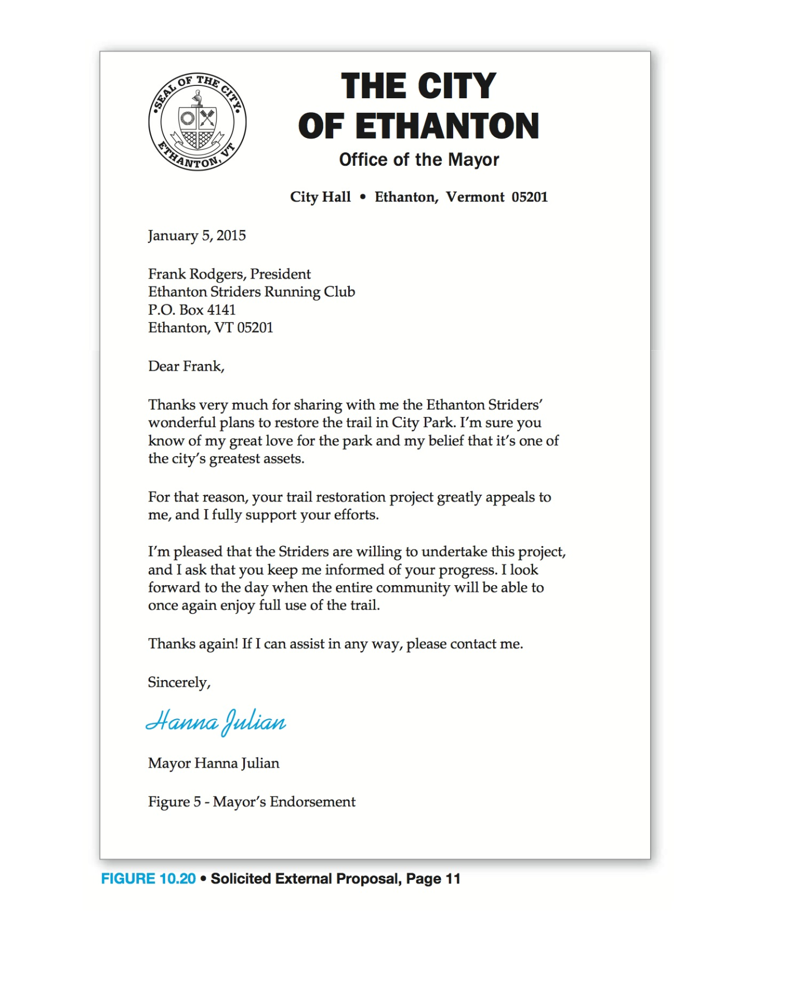 SEAL OF THE CITY
ETHANTON, VT
THE CITY
OF ETHANTON
Office of the Mayor
City Hall • Ethanton, Vermont 05201
January 5, 2015
Frank Rodgers, President
Ethanton Striders Running Club
P.O. Box 4141
Ethanton, VT 05201
Dear Frank,
Thanks very much for sharing with me the Ethanton Striders’
wonderful plans to restore the trail in City Park. I’m sure you
know of my great love for the park and my belief that it’s one of
the city’s greatest assets.
For that reason, your trail restoration project greatly appeals to
me, and I fully support your efforts.
I’m pleased that the Striders are willing to undertake this project,
and I ask that you keep me informed of your progress. I look
forward to the day when the entire community will be able to
once again enjoy full use of the trail.
Thanks again! If I can assist in any way, please contact me.
Sincerely,
Hanna Julian
Mayor Hanna Julian
Figure 5 - Mayor’s Endorsement
FIGURE 10.20 • Solicited External Proposal, Page 11